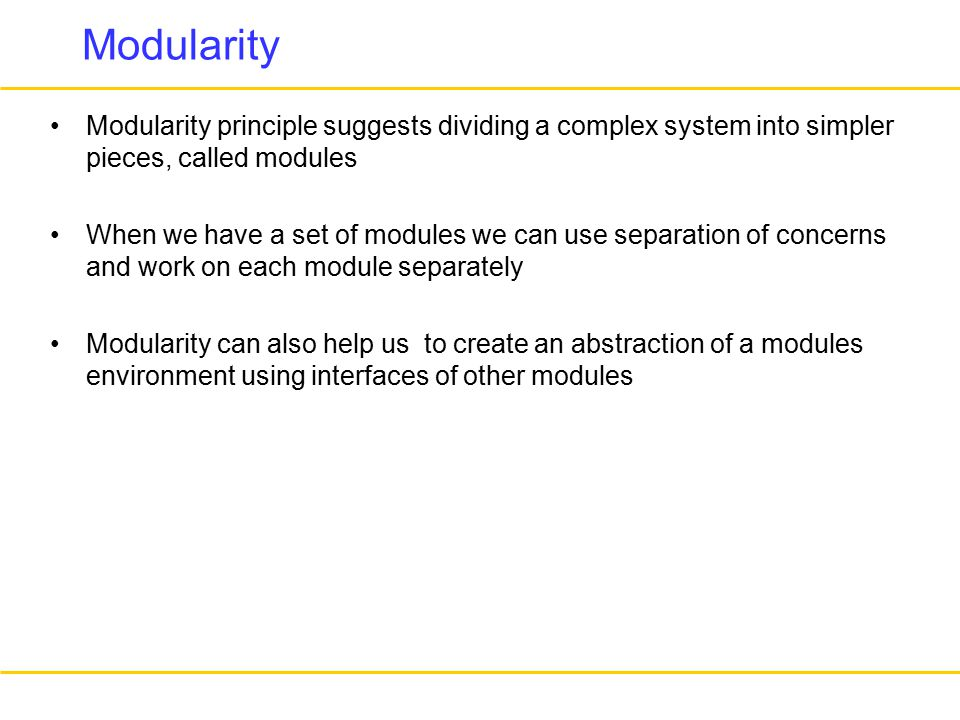 Modularity
• Modularity principle suggests dividing a complex system into simpler
pieces, called modules
• When we have a set of modules we can use separation of concerns
and work on each module separately
• Modularity can also help us  to create an abstraction of a modules
environment using interfaces of other modules